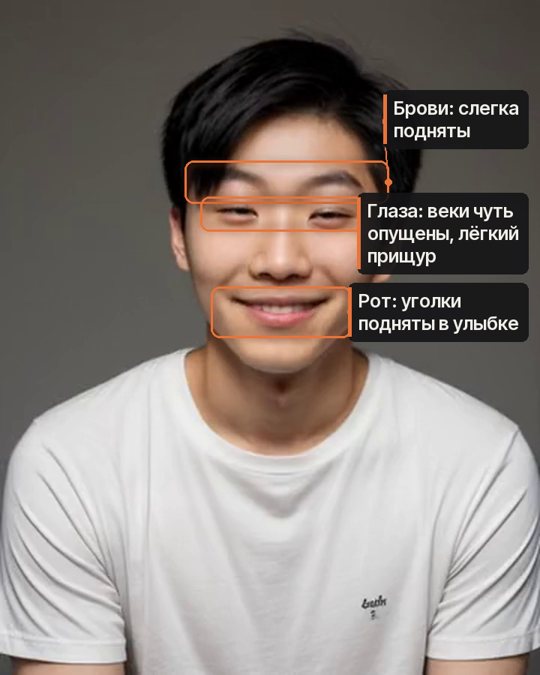 Брови: слегка
подняты
Глаза: веки чуть
опущены, лёгкий
прищур
Рот: уголки
подняты в улыбке